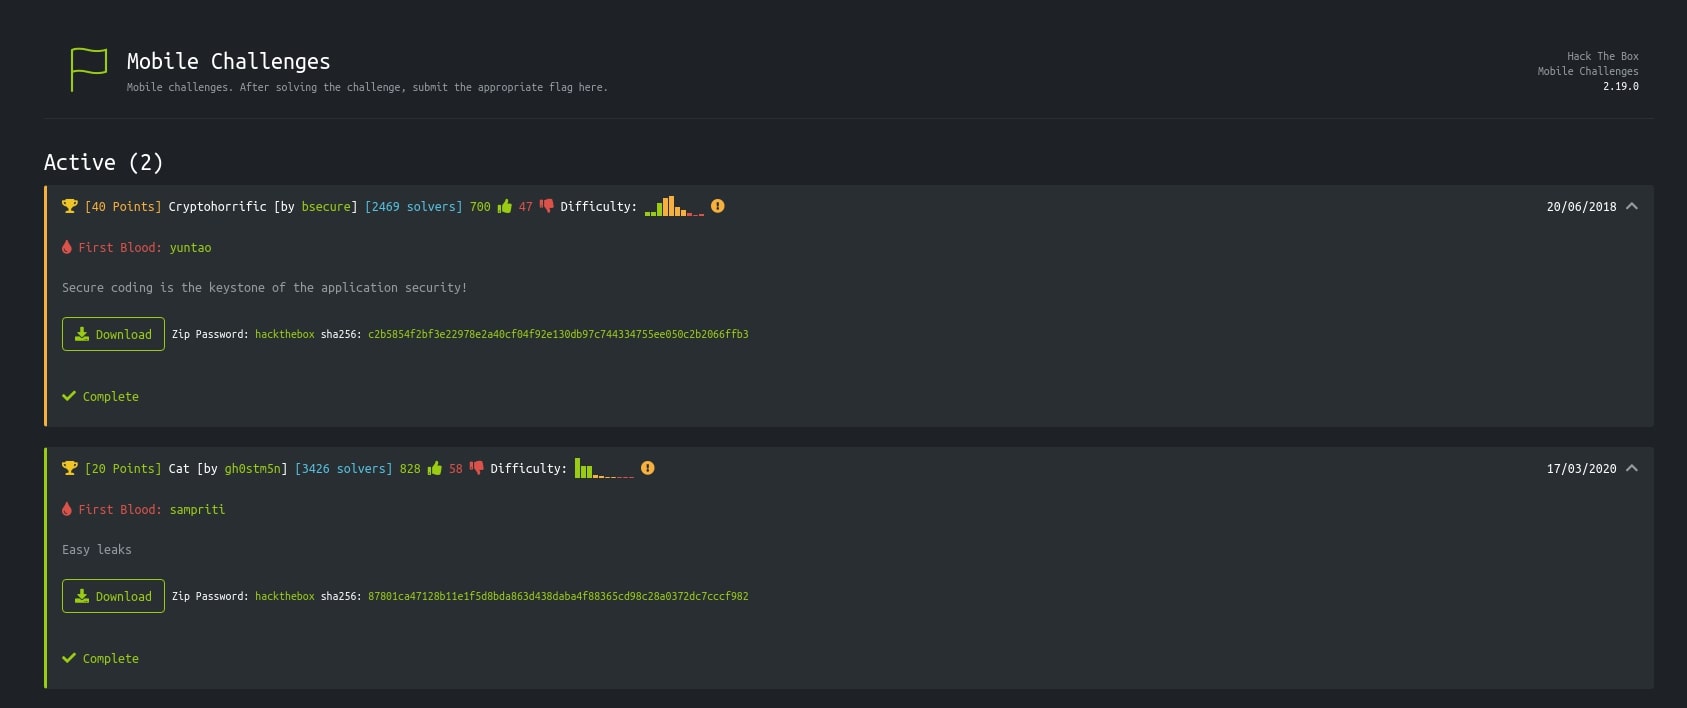 Mobile Challenges
Mobile challenges. After solving the challenge, submit the appropriate flag here.
Hack The Box
Mobile Challenges
2.19.0
Active (2)
[40 Points] Cryptohorrific [by bsecure] [2469 solvers] 700 47 Difficulty: 20/06/2018
First Blood: yuntao
Secure coding is the keystone of the application security!
Download Zip Password: hackthebox sha256: c2b5854f2bf3e22978e2a40cf04f92e130db97c744334755ee050c2b2066ffb3
Complete
[20 Points] Cat [by gh0stm5n] [3426 solvers] 828 58 Difficulty: 17/03/2020
First Blood: sampriti
Easy leaks
Download Zip Password: hackthebox sha256: 87801ca47128b11e1f5d8bda863d438daba4f88365cd98c28a0372dc7cccf982
Complete